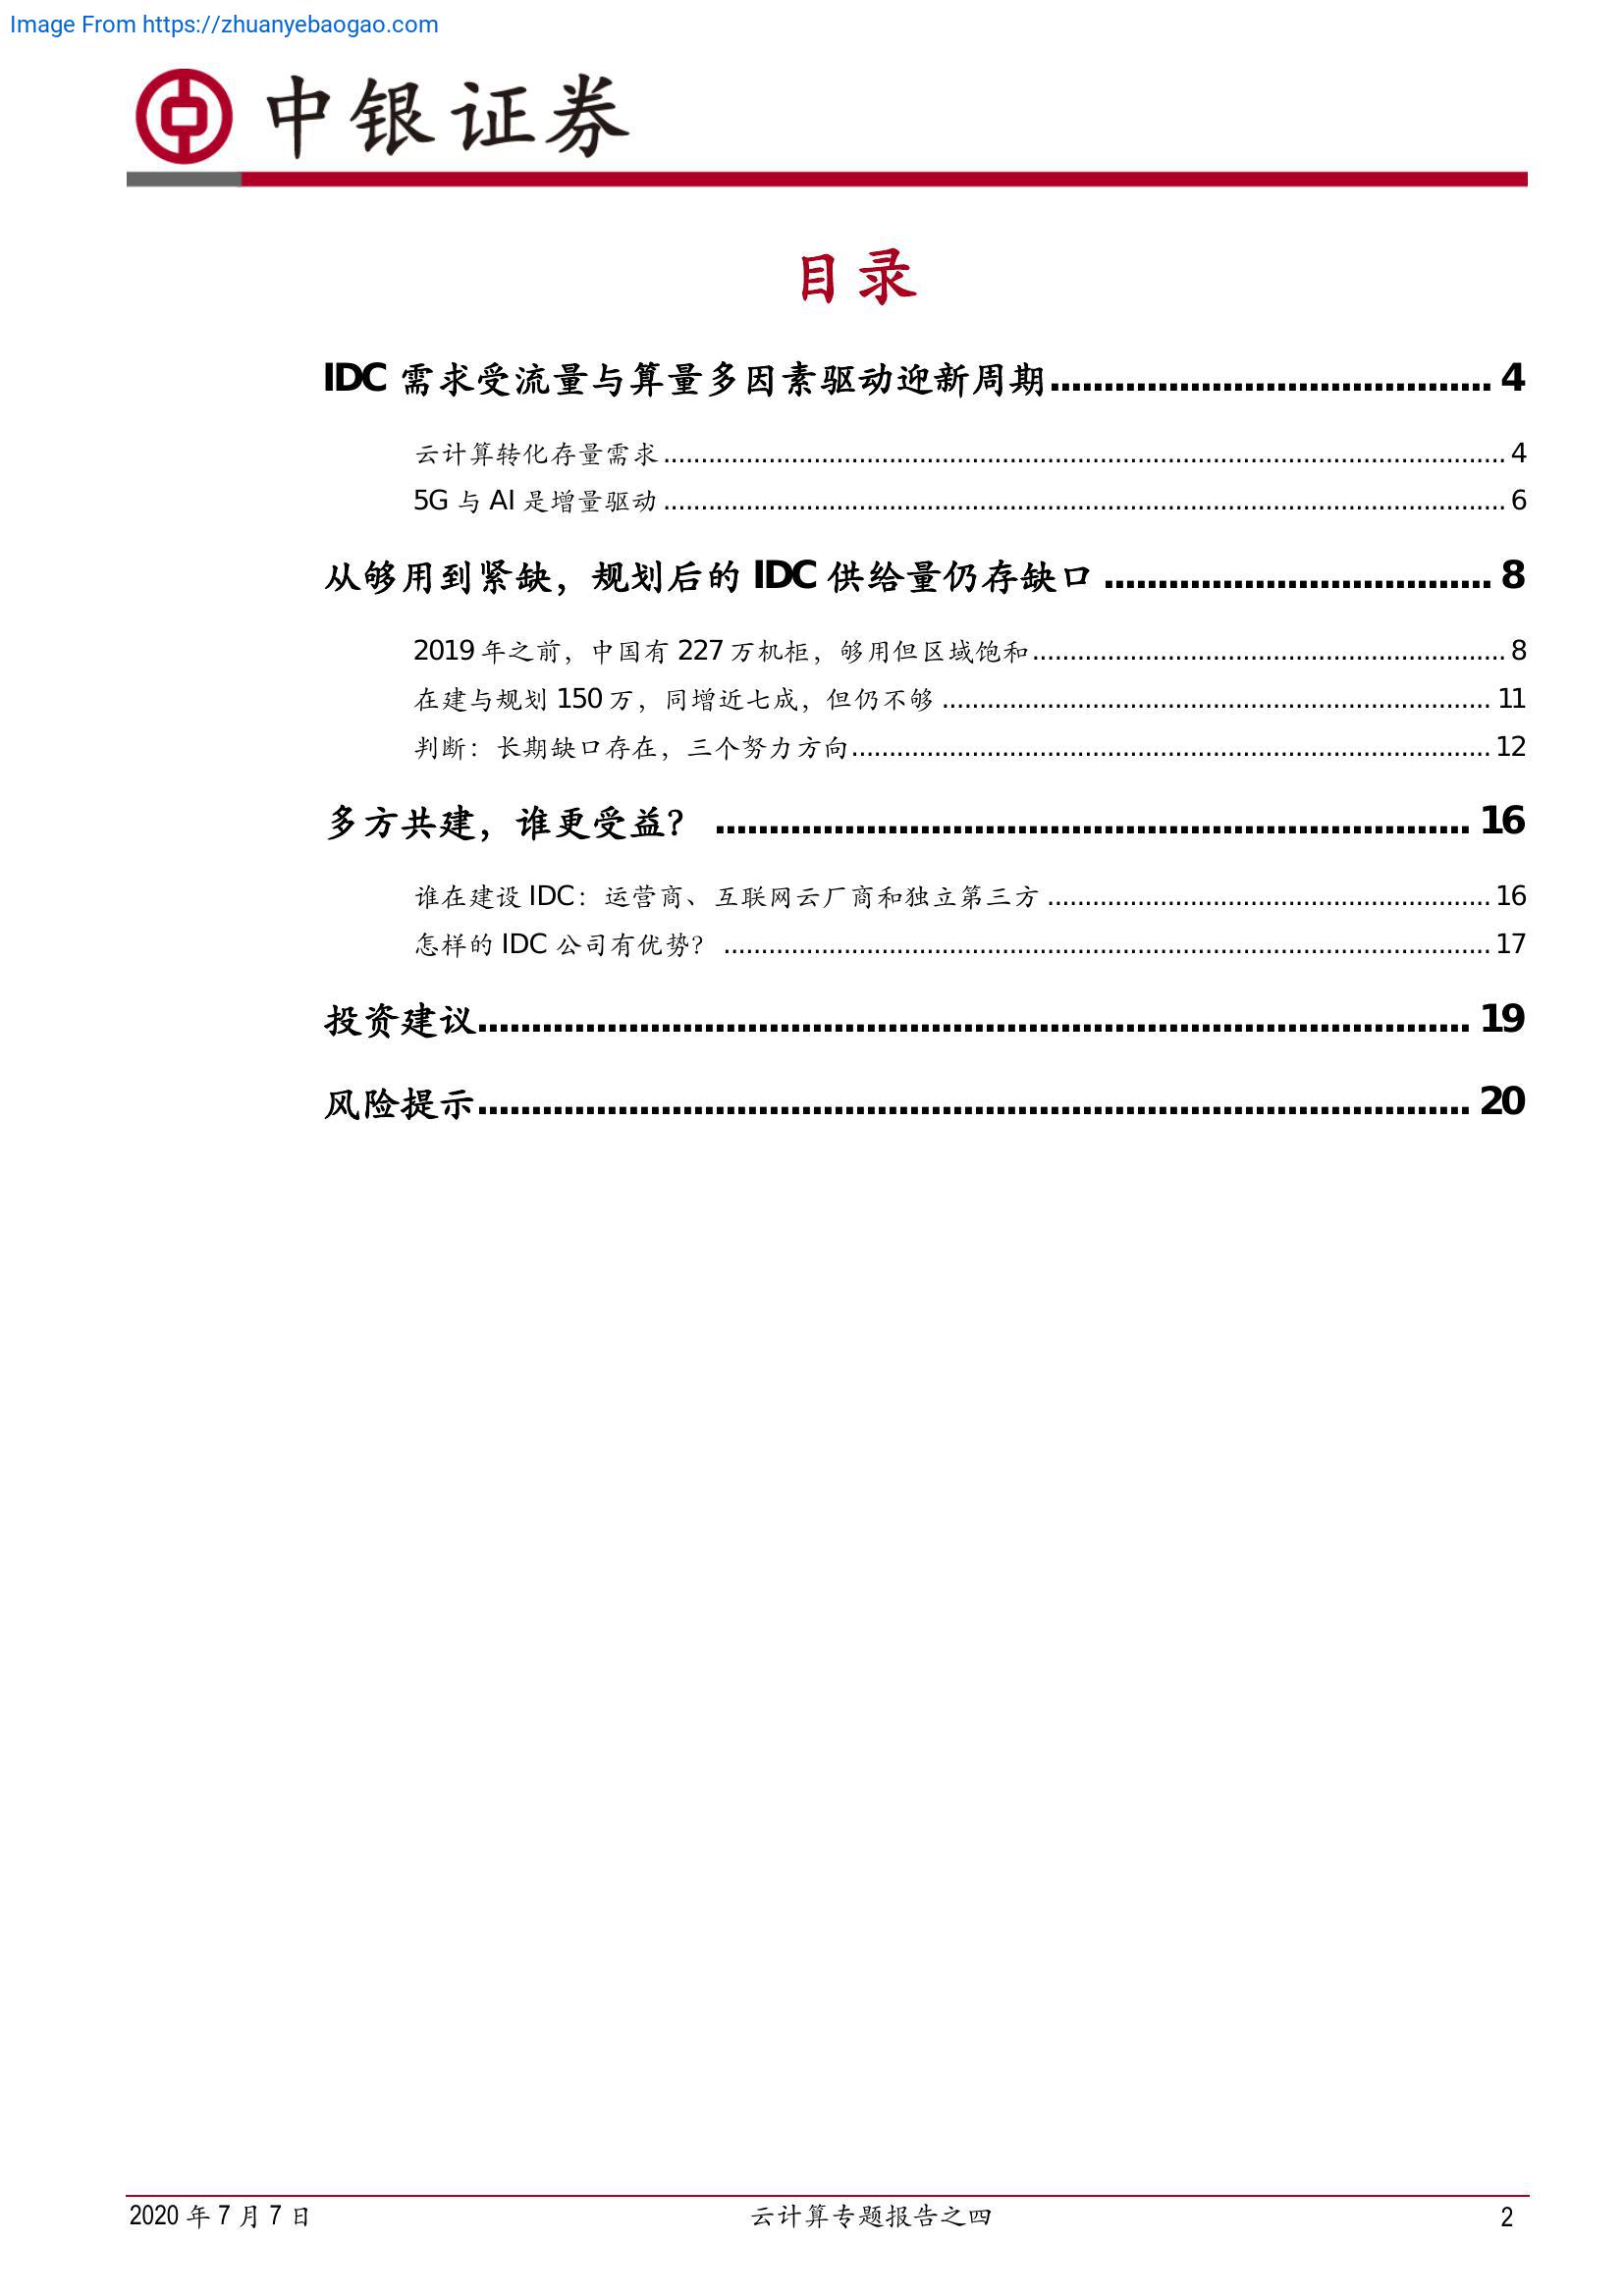 Image From https://zhuanyebaogao.com
中银证券
目录
IDC 需求受流量与算量多因素驱动迎新周期 4
云计算转化存量需求 4
5G 与 AI 是增量驱动 6
从够用到紧缺，规划后的 IDC 供给量仍存缺口 8
2019 年之前，中国有 227 万机柜，够用但区域饱和 8
在建与规划 150 万，同增近七成，但仍不够 11
判断：长期缺口存在，三个努力方向 12
多方共建，谁更受益？ 16
谁在建设 IDC：运营商、互联网云厂商和独立第三方 16
怎样的 IDC 公司有优势？ 17
投资建议 19
风险提示 20
2020 年 7 月 7 日 云计算专题报告之四 2